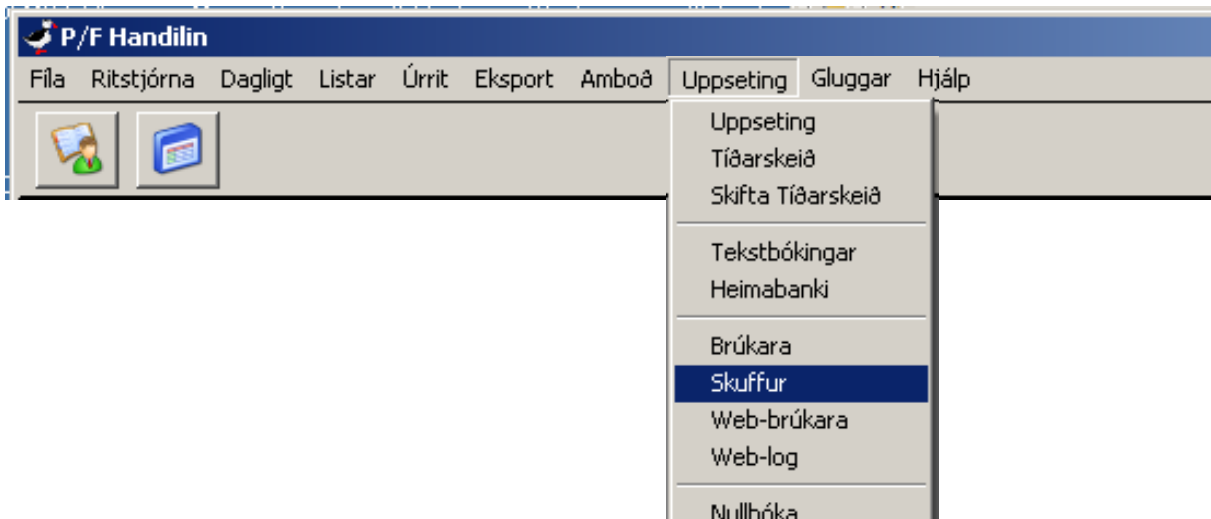 P/F Handilin
Fíla Ritstjórna Dagligt Listar Úrrit Eksport Amboð Uppseting Gluggar Hjálp
Uppseting
Tíðarskeið
Skifta Tíðarskeið
Tekstbókingar
Heimabanki
Brúkara
Skuffur
Web-brúkara
Web-log
Nullbóka